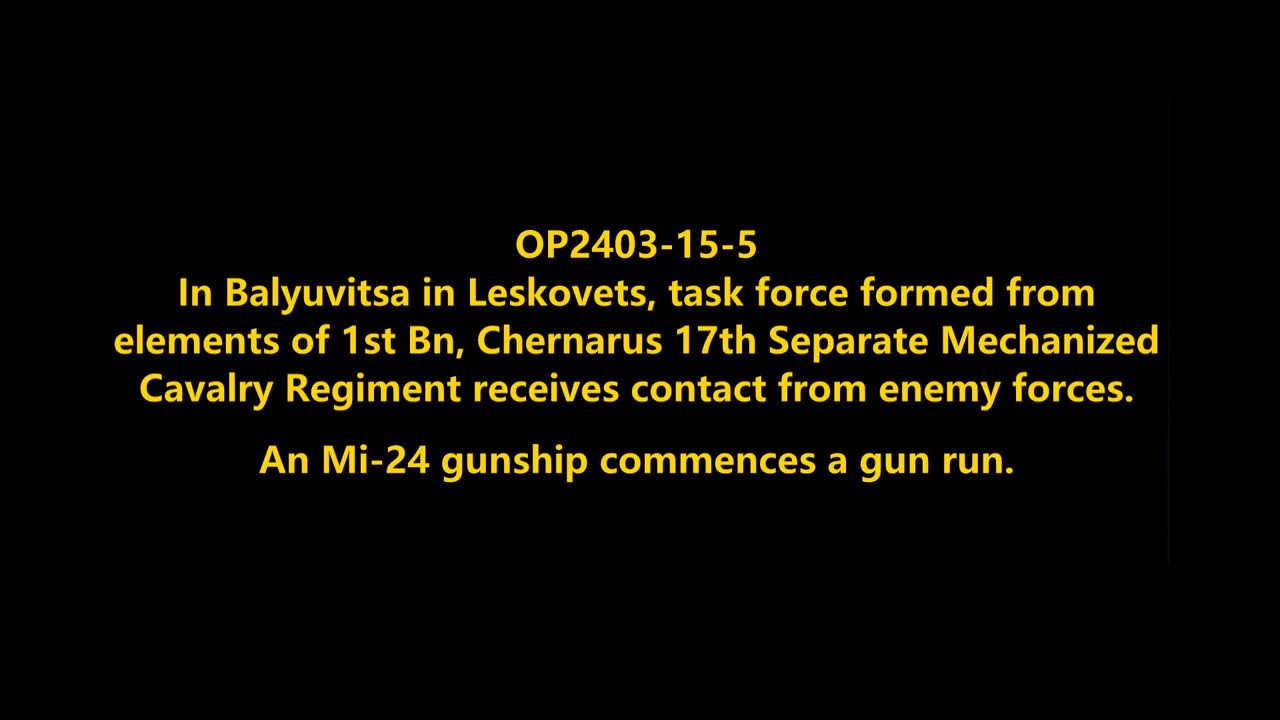 OP2403-15-5
In Balyuvitsa in Leskovets, task force formed from
elements of 1st Bn, Chernarus 17th Separate Mechanized
Cavalry Regiment receives contact from enemy forces.
An Mi-24 gunship commences a gun run.